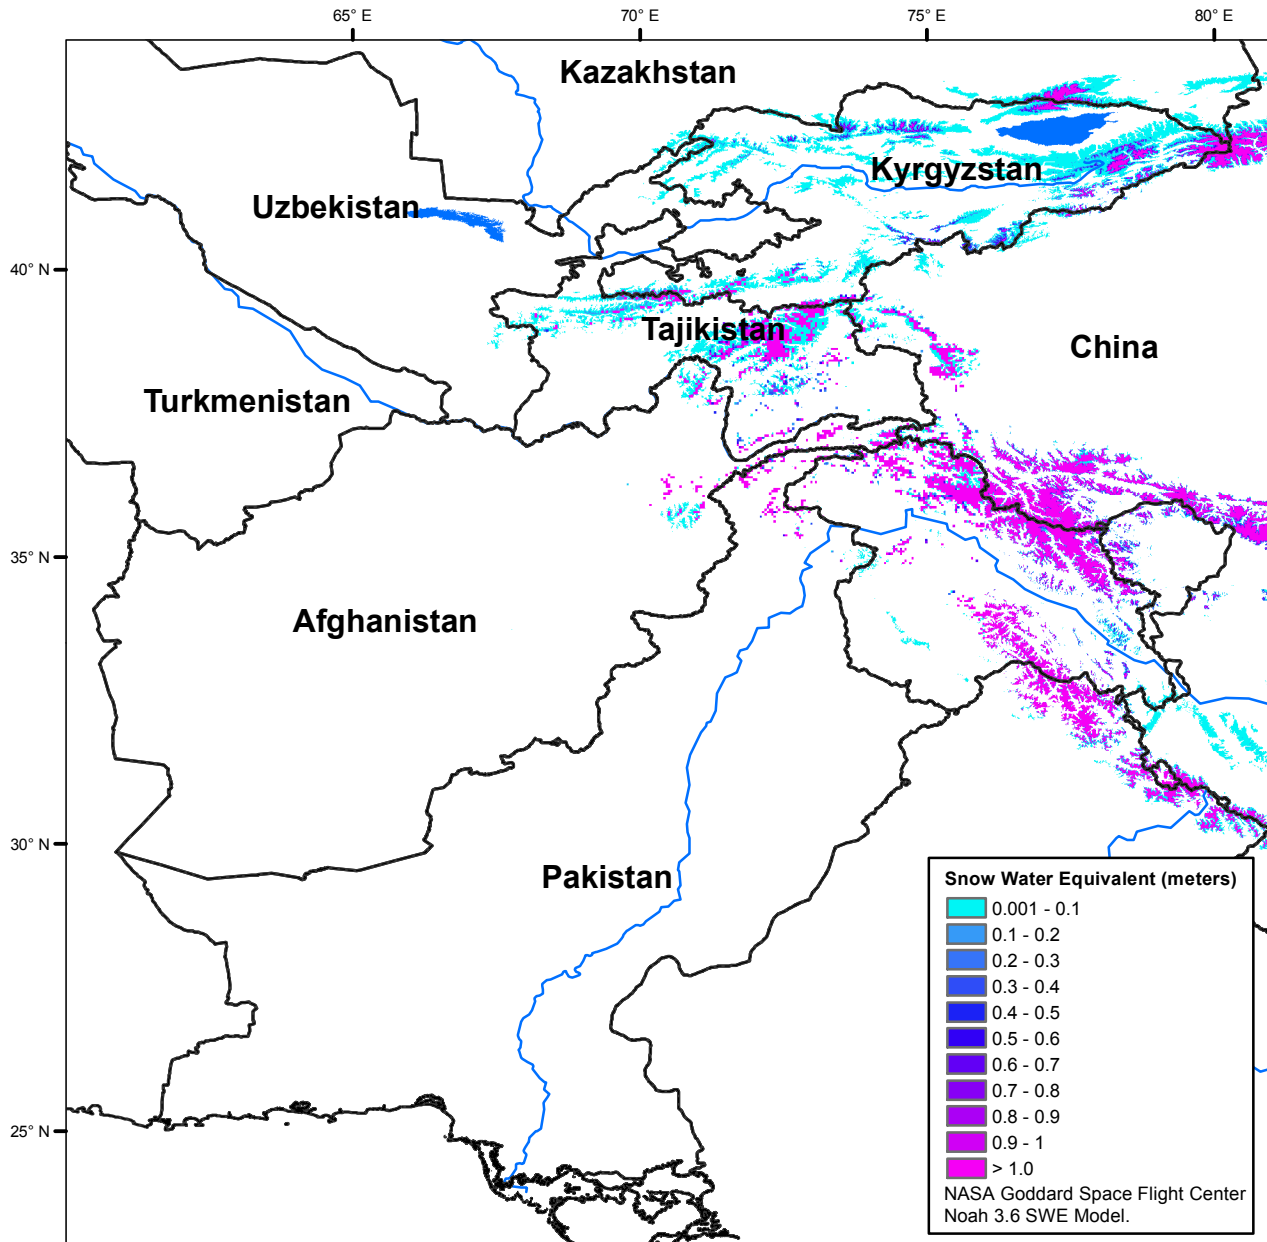 65° E
70° E
75° E
80° E
Kazakhstan
Kyrgyzstan
Uzbekistan
40° N
Tajikistan
China
Turkmenistan
35° N
Afghanistan
30° N
Pakistan
25° N
Snow Water Equivalent (meters)
0.001 - 0.1
0.1 - 0.2
0.2 - 0.3
0.3 - 0.4
0.4 - 0.5
0.5 - 0.6
0.6 - 0.7
0.7 - 0.8
0.8 - 0.9
0.9 - 1
> 1.0
NASA Goddard Space Flight Center
Noah 3.6 SWE Model.